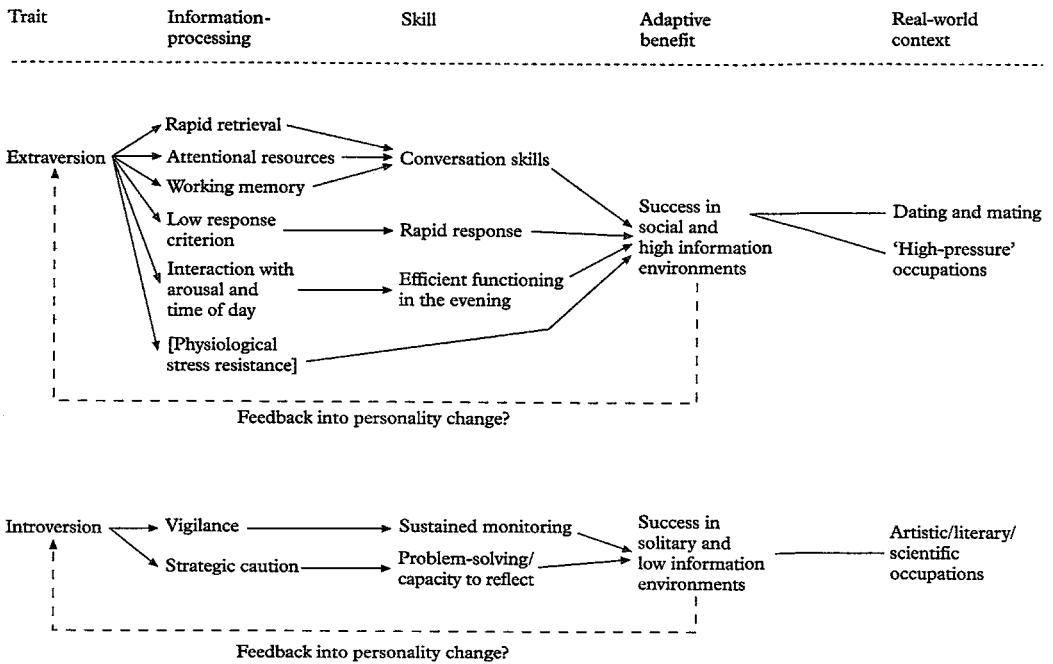 Trait
Information-
processing
Skill
Adaptive
benefit
Real-world
context
Extraversion
Rapid retrieval
Attentional resources
Working memory
Low response
criterion
Interaction with
arousal and
time of day
[Physiological
stress resistance]
Conversation skills
Rapid response
Efficient functioning
in the evening
Success in
social and
high information
environments
Dating and mating
'High-pressure'
occupations
Feedback into personality change?
Introversion
Vigilance
Strategic caution
Sustained monitoring
Problem-solving/
capacity to reflect
Success in
solitary and
low information
environments
Artistic/literary/
scientific
occupations
Feedback into personality change?